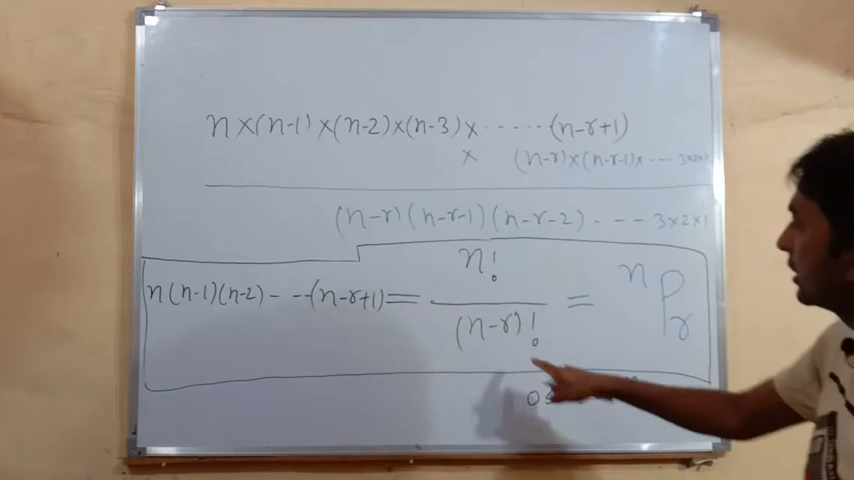 n×(n-1)×(n-2)×(n-3)×·····(n-r+1)
× (n-r)×(n-r-1)×····3×2×1
(n-r)(n-r-1)(n-r-2)·----3×2×1
n(n-1)(n-2)----(n-r+1) = n!/(n-r)! = ⁿPᵣ